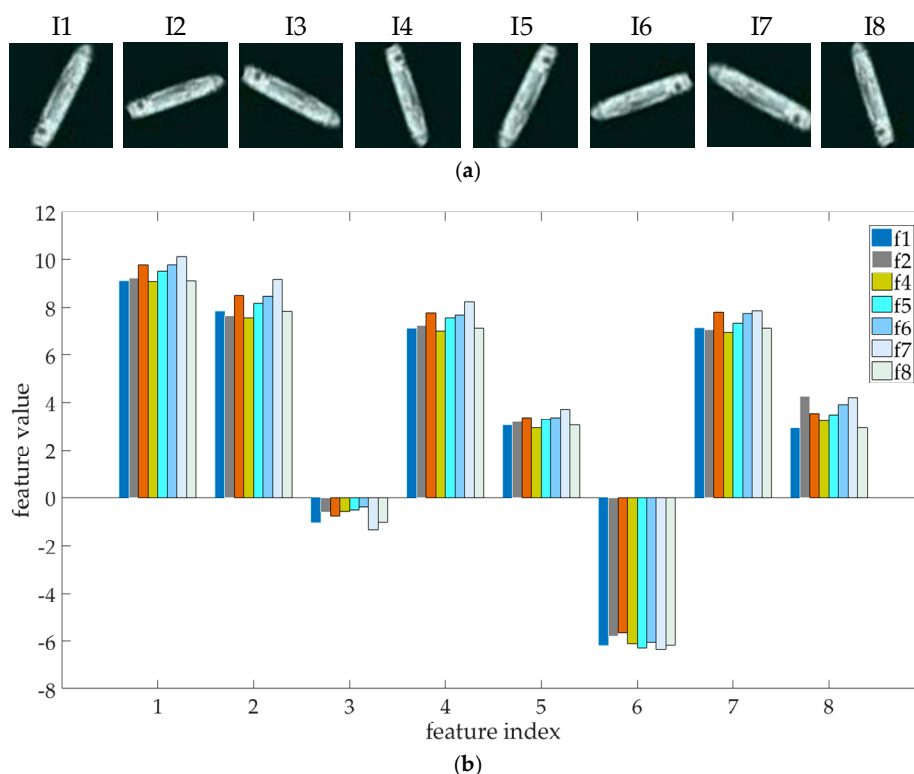 I1 I2 I3 I4 I5 I6 I7 I8
(a)
12
10
8
6
4
2
0
-2
-4
-6
-8
feature value
f1
f2
f4
f5
f6
f7
f8
1 2 3 4 5 6 7 8
feature index
(b)